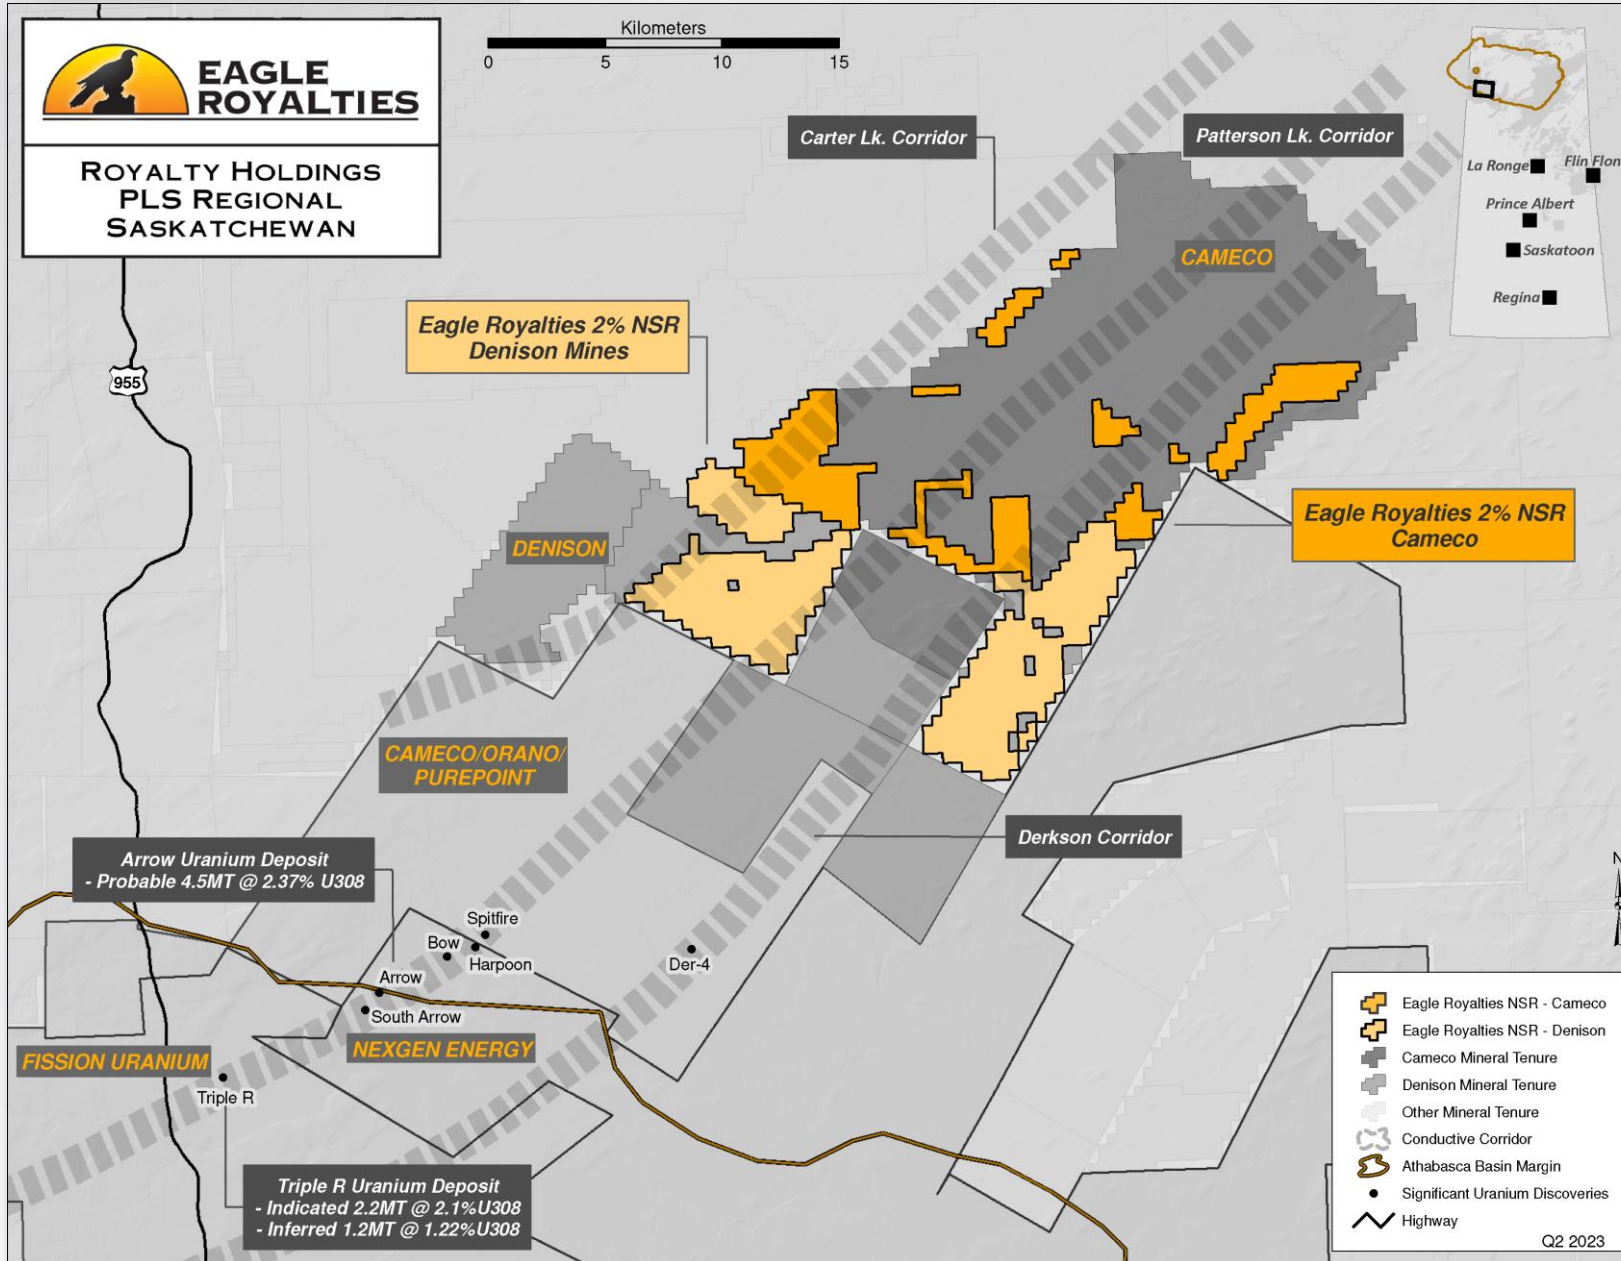 EAGLE
ROYALTIES
ROYALTY HOLDINGS
PLS REGIONAL
SASKATCHEWAN
Kilometers
0 5 10 15
Carter Lk. Corridor
Patterson Lk. Corridor
La Ronge
Flin Flon
Prince Albert
Saskatoon
Regina
CAMECO
Eagle Royalties 2% NSR
Denison Mines
955
Eagle Royalties 2% NSR
Cameco
DENISON
CAMECO/ORANO/
PUREPOINT
Derkson Corridor
Arrow Uranium Deposit
- Probable 4.5MT @ 2.37% U308
Spitfire
Bow
Harpoon
Der-4
Arrow
South Arrow
NEXGEN ENERGY
FISSION URANIUM
Triple R
Triple R Uranium Deposit
- Indicated 2.2MT @ 2.1%U308
- Inferred 1.2MT @ 1.22%U308
N
Eagle Royalties NSR - Cameco
Eagle Royalties NSR - Denison
Cameco Mineral Tenure
Denison Mineral Tenure
Other Mineral Tenure
Conductive Corridor
Athabasca Basin Margin
Significant Uranium Discoveries
Highway
Q2 2023